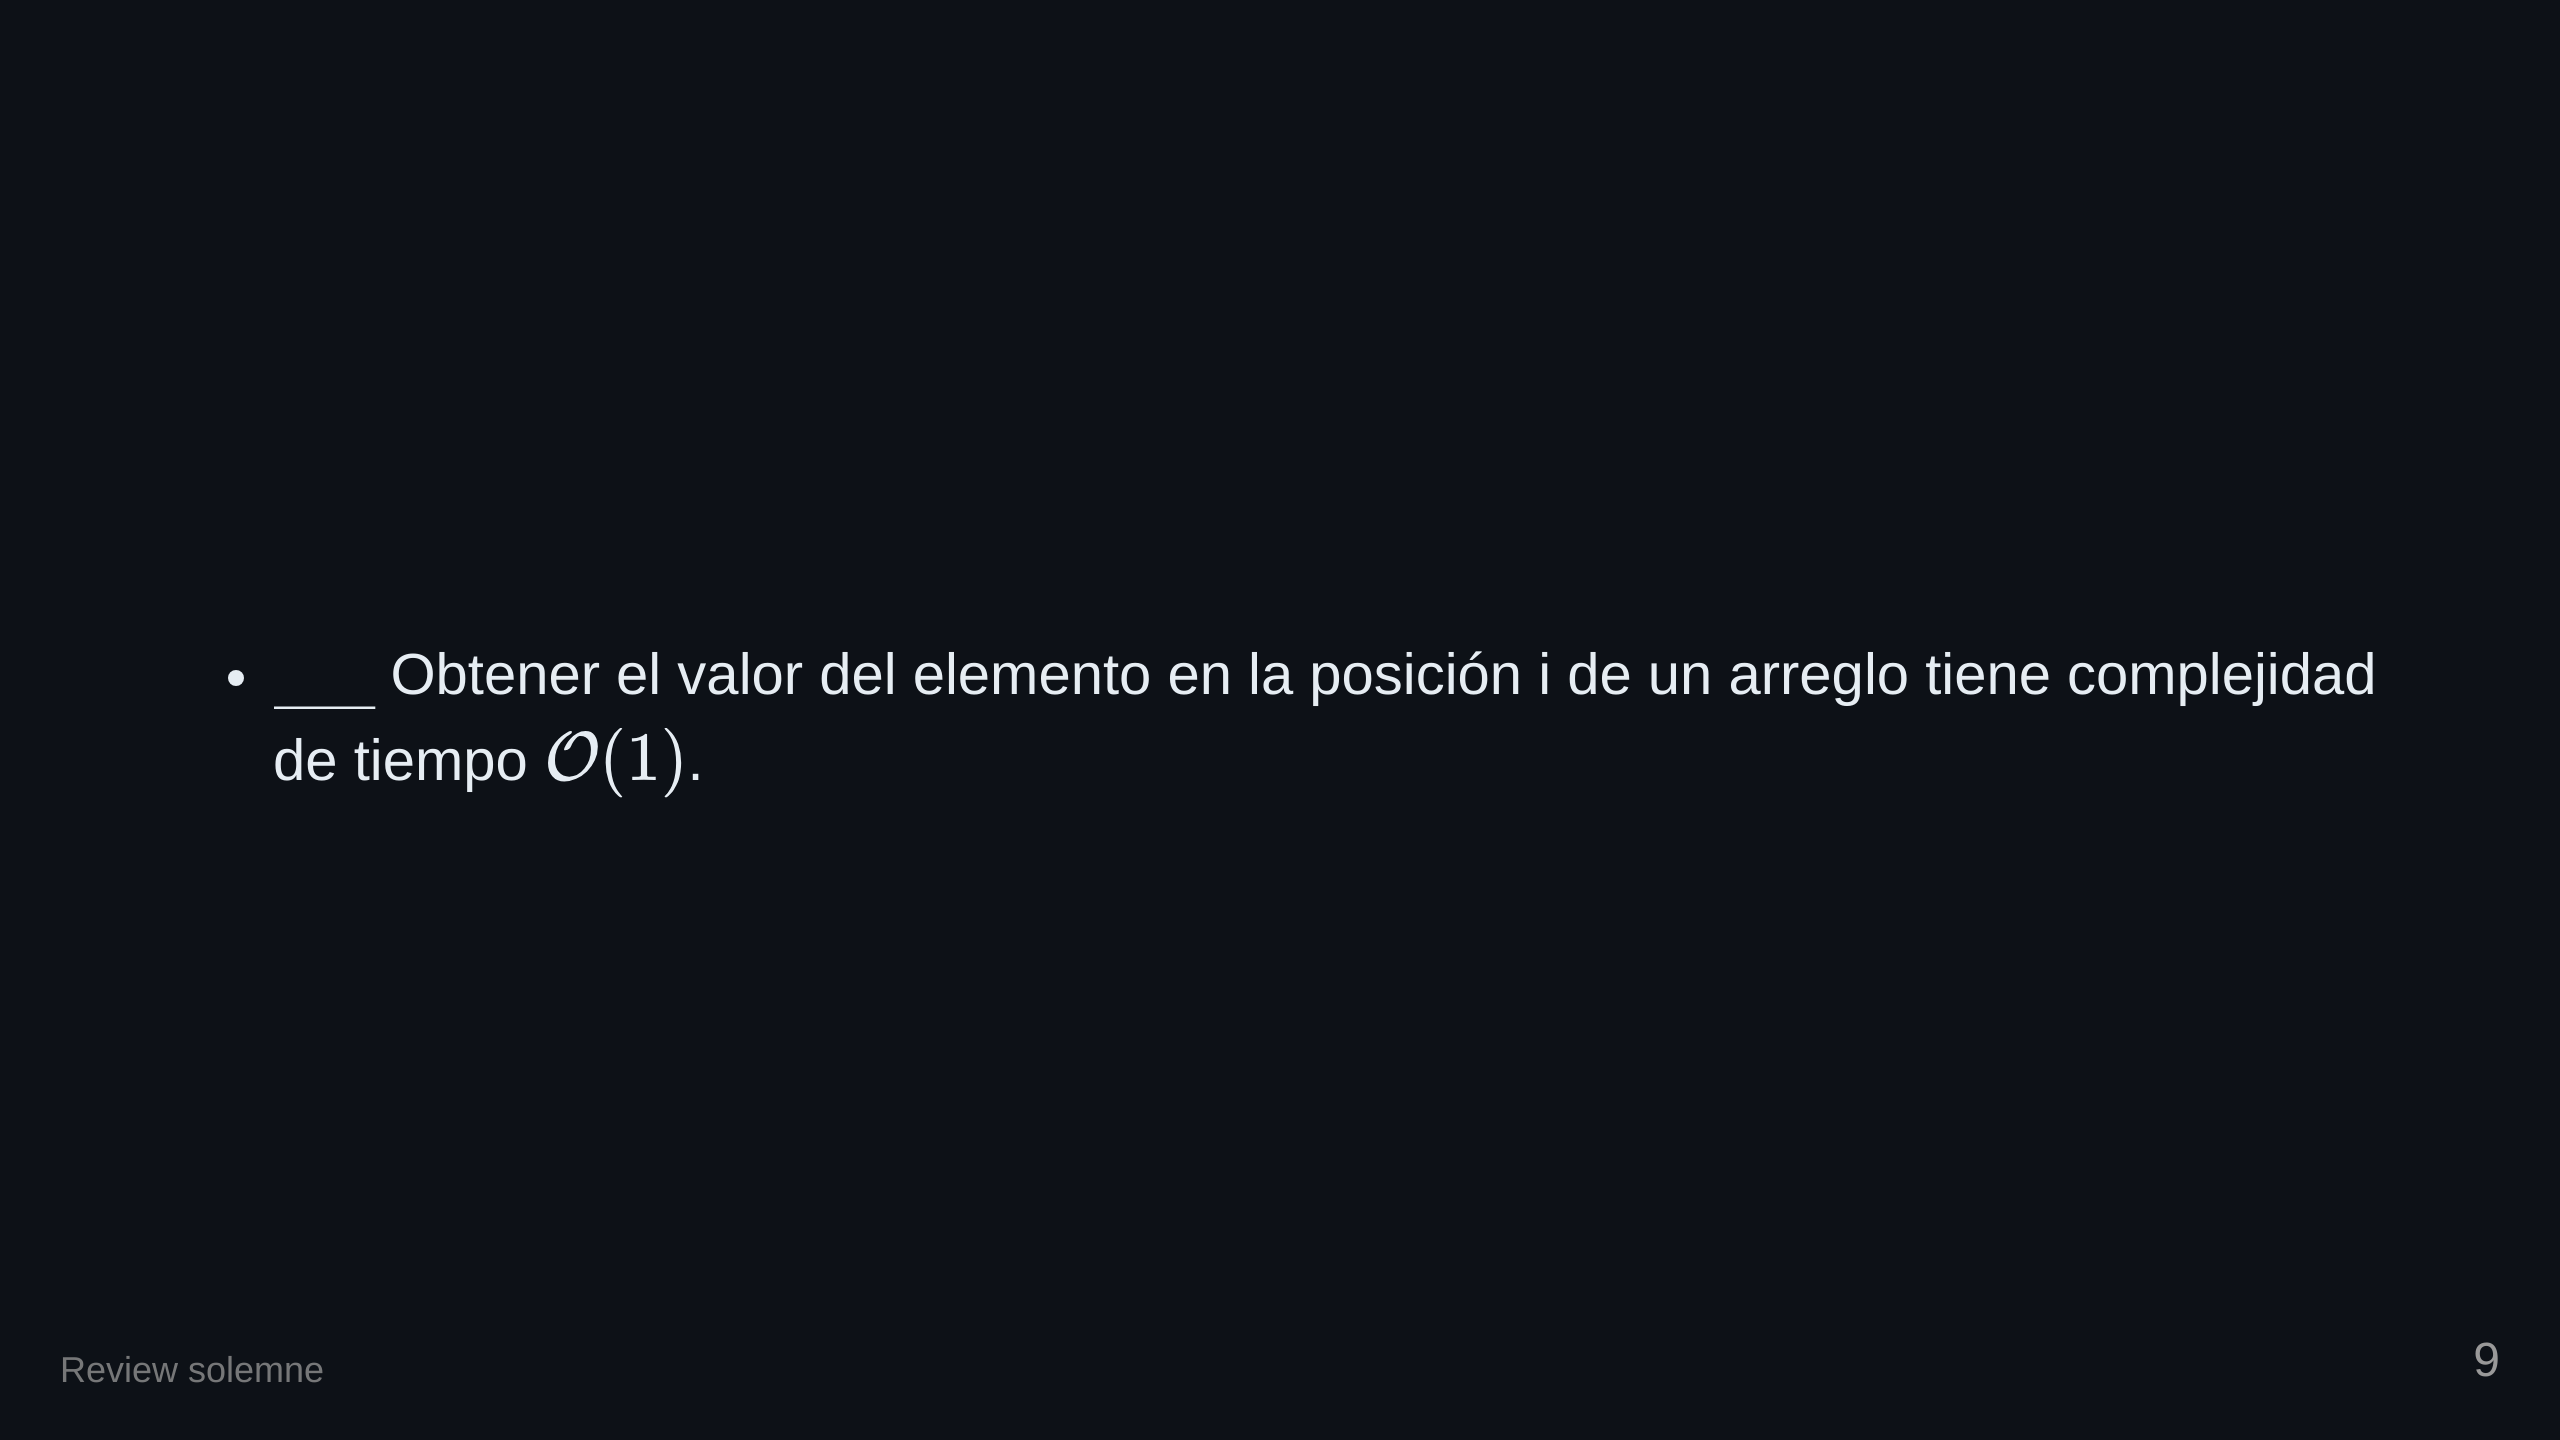 • ___ Obtener el valor del elemento en la posición i de un arreglo tiene complejidad
de tiempo 𝒪(1).
Review solemne
9